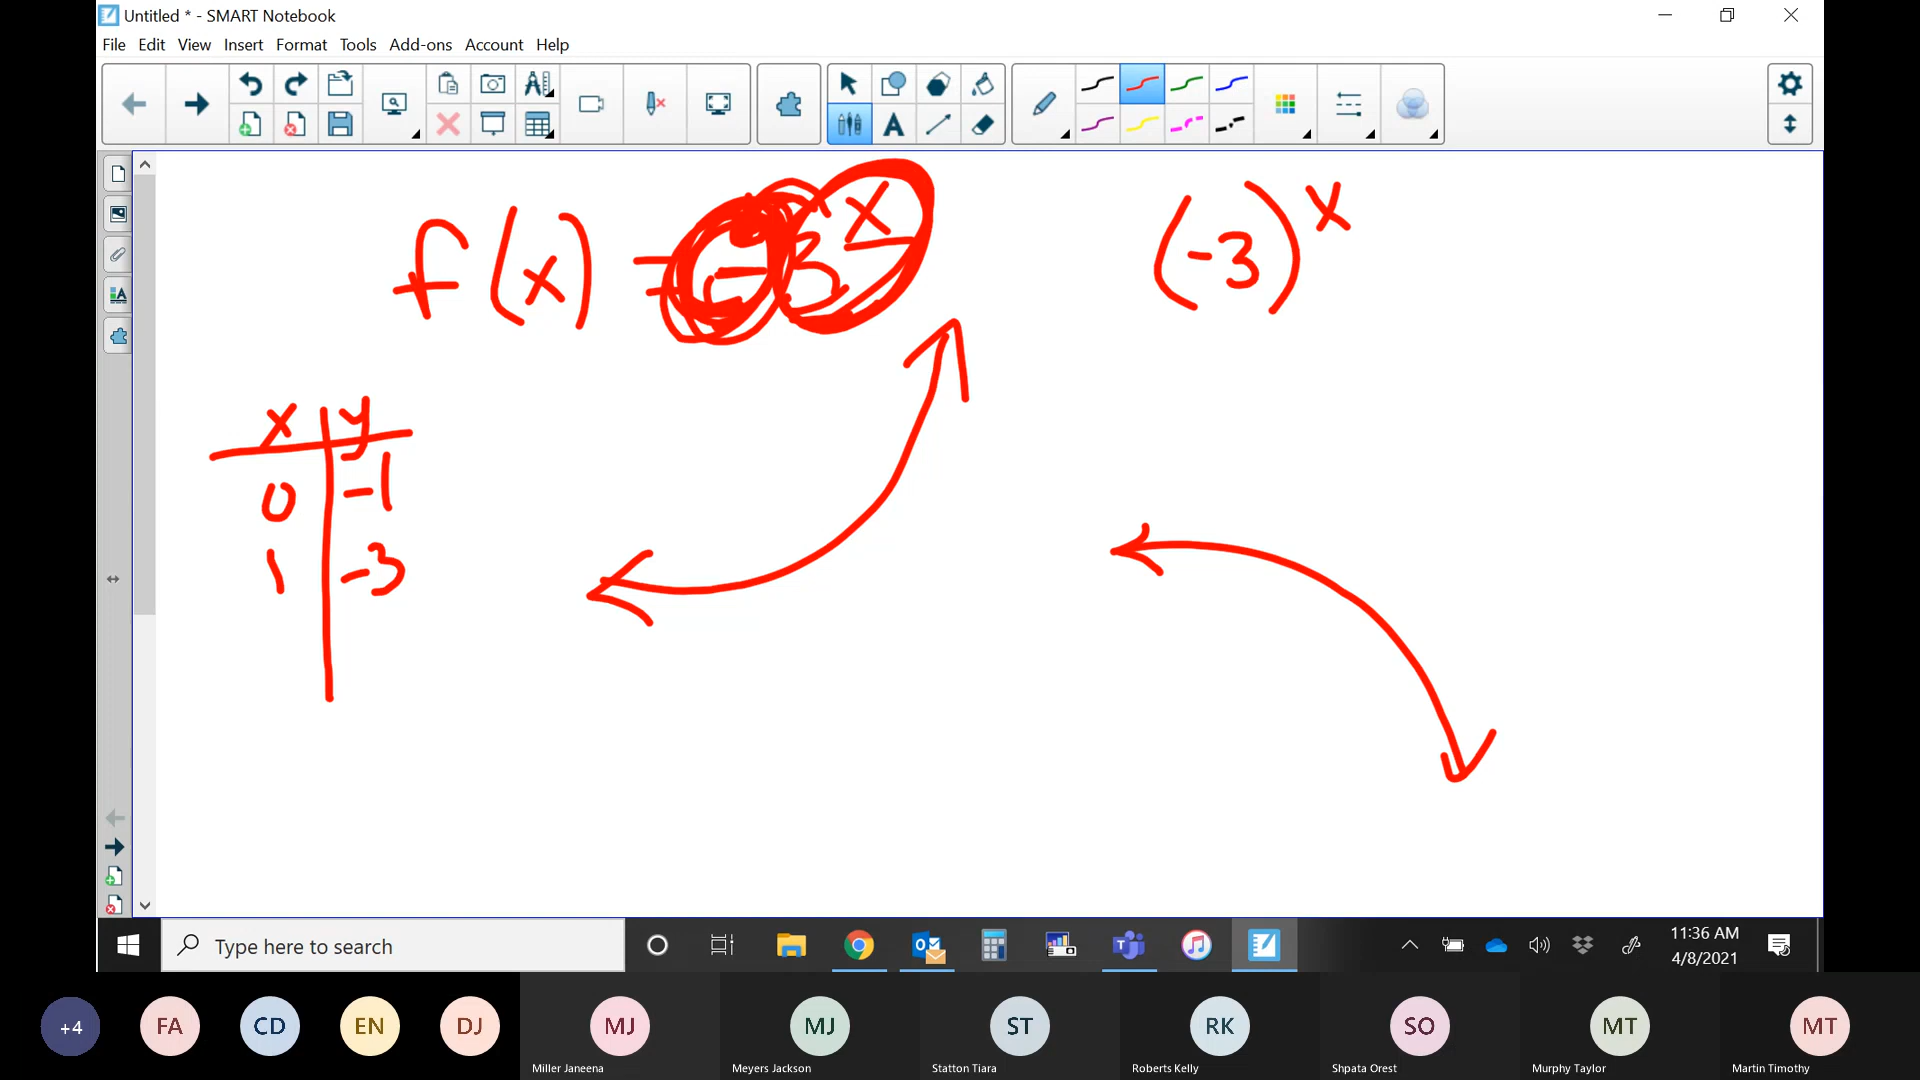 Untitled * - SMART Notebook
File Edit View Insert Format Tools Add-ons Account Help
f(x) = -3^x
(-3)^x
x y
0 -1
1 -3
Type here to search
11:36 AM
4/8/2021
+4 FA CD EN DJ MJ MJ ST RK SO MT MT
Miller Janeena Meyers Jackson Statton Tiara Roberts Kelly Shpata Orest Murphy Taylor Martin Timothy